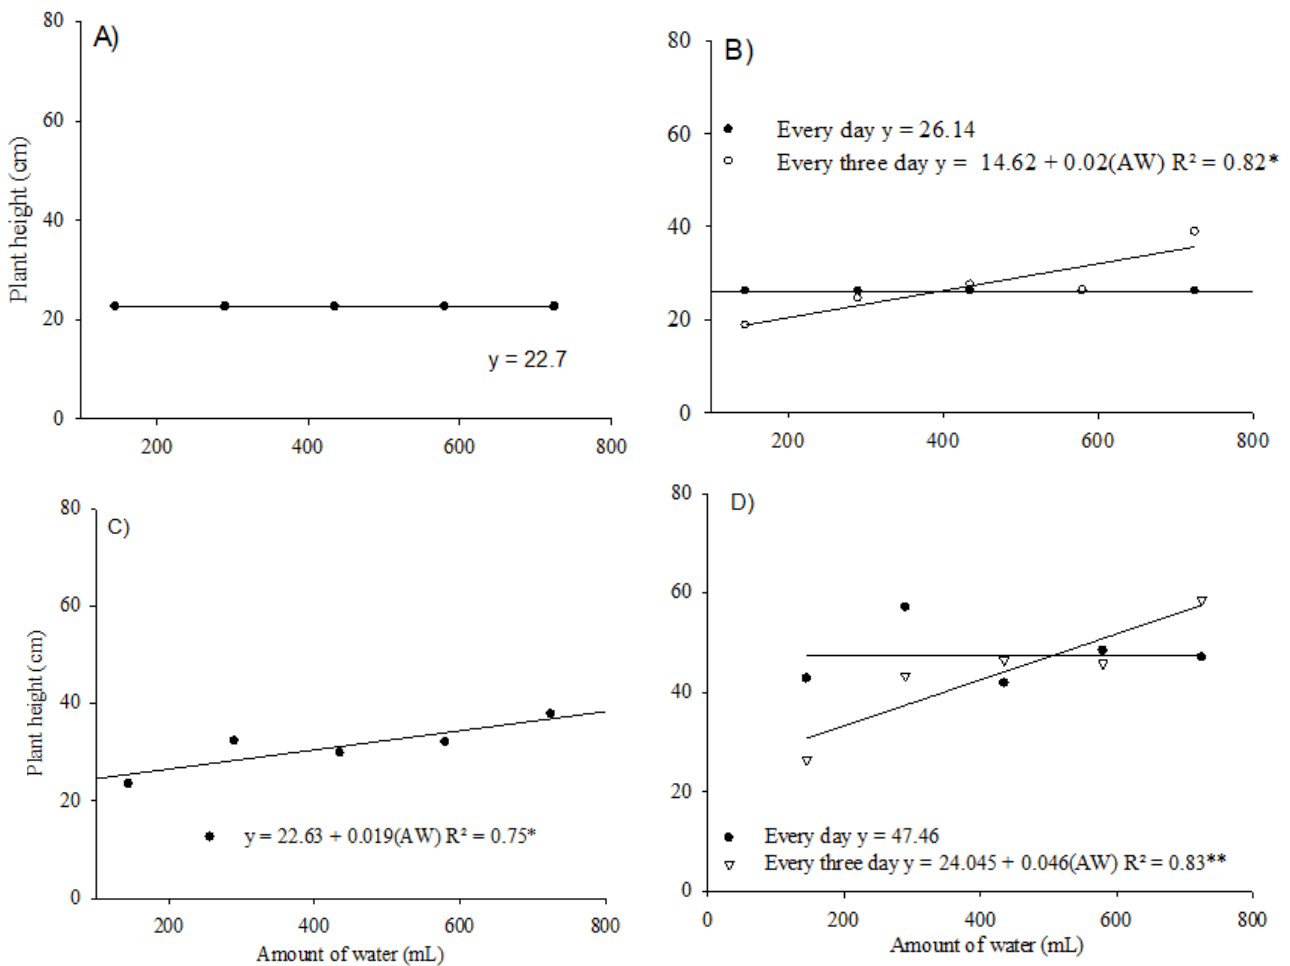 A)
80
60
40
20
0
Plant height (cm)
y = 22.7
200 400 600 800
B)
80
60
40
20
0
Every day y = 26.14
Every three day y = 14.62 + 0.02(AW) R² = 0.82*
200 400 600 800
C)
80
60
40
20
0
Plant height (cm)
y = 22.63 + 0.019(AW) R² = 0.75*
200 400 600 800
Amount of water (mL)
D)
80
60
40
20
0
Every day y = 47.46
Every three day y = 24.045 + 0.046(AW) R² = 0.83**
0 200 400 600 800
Amount of water (mL)